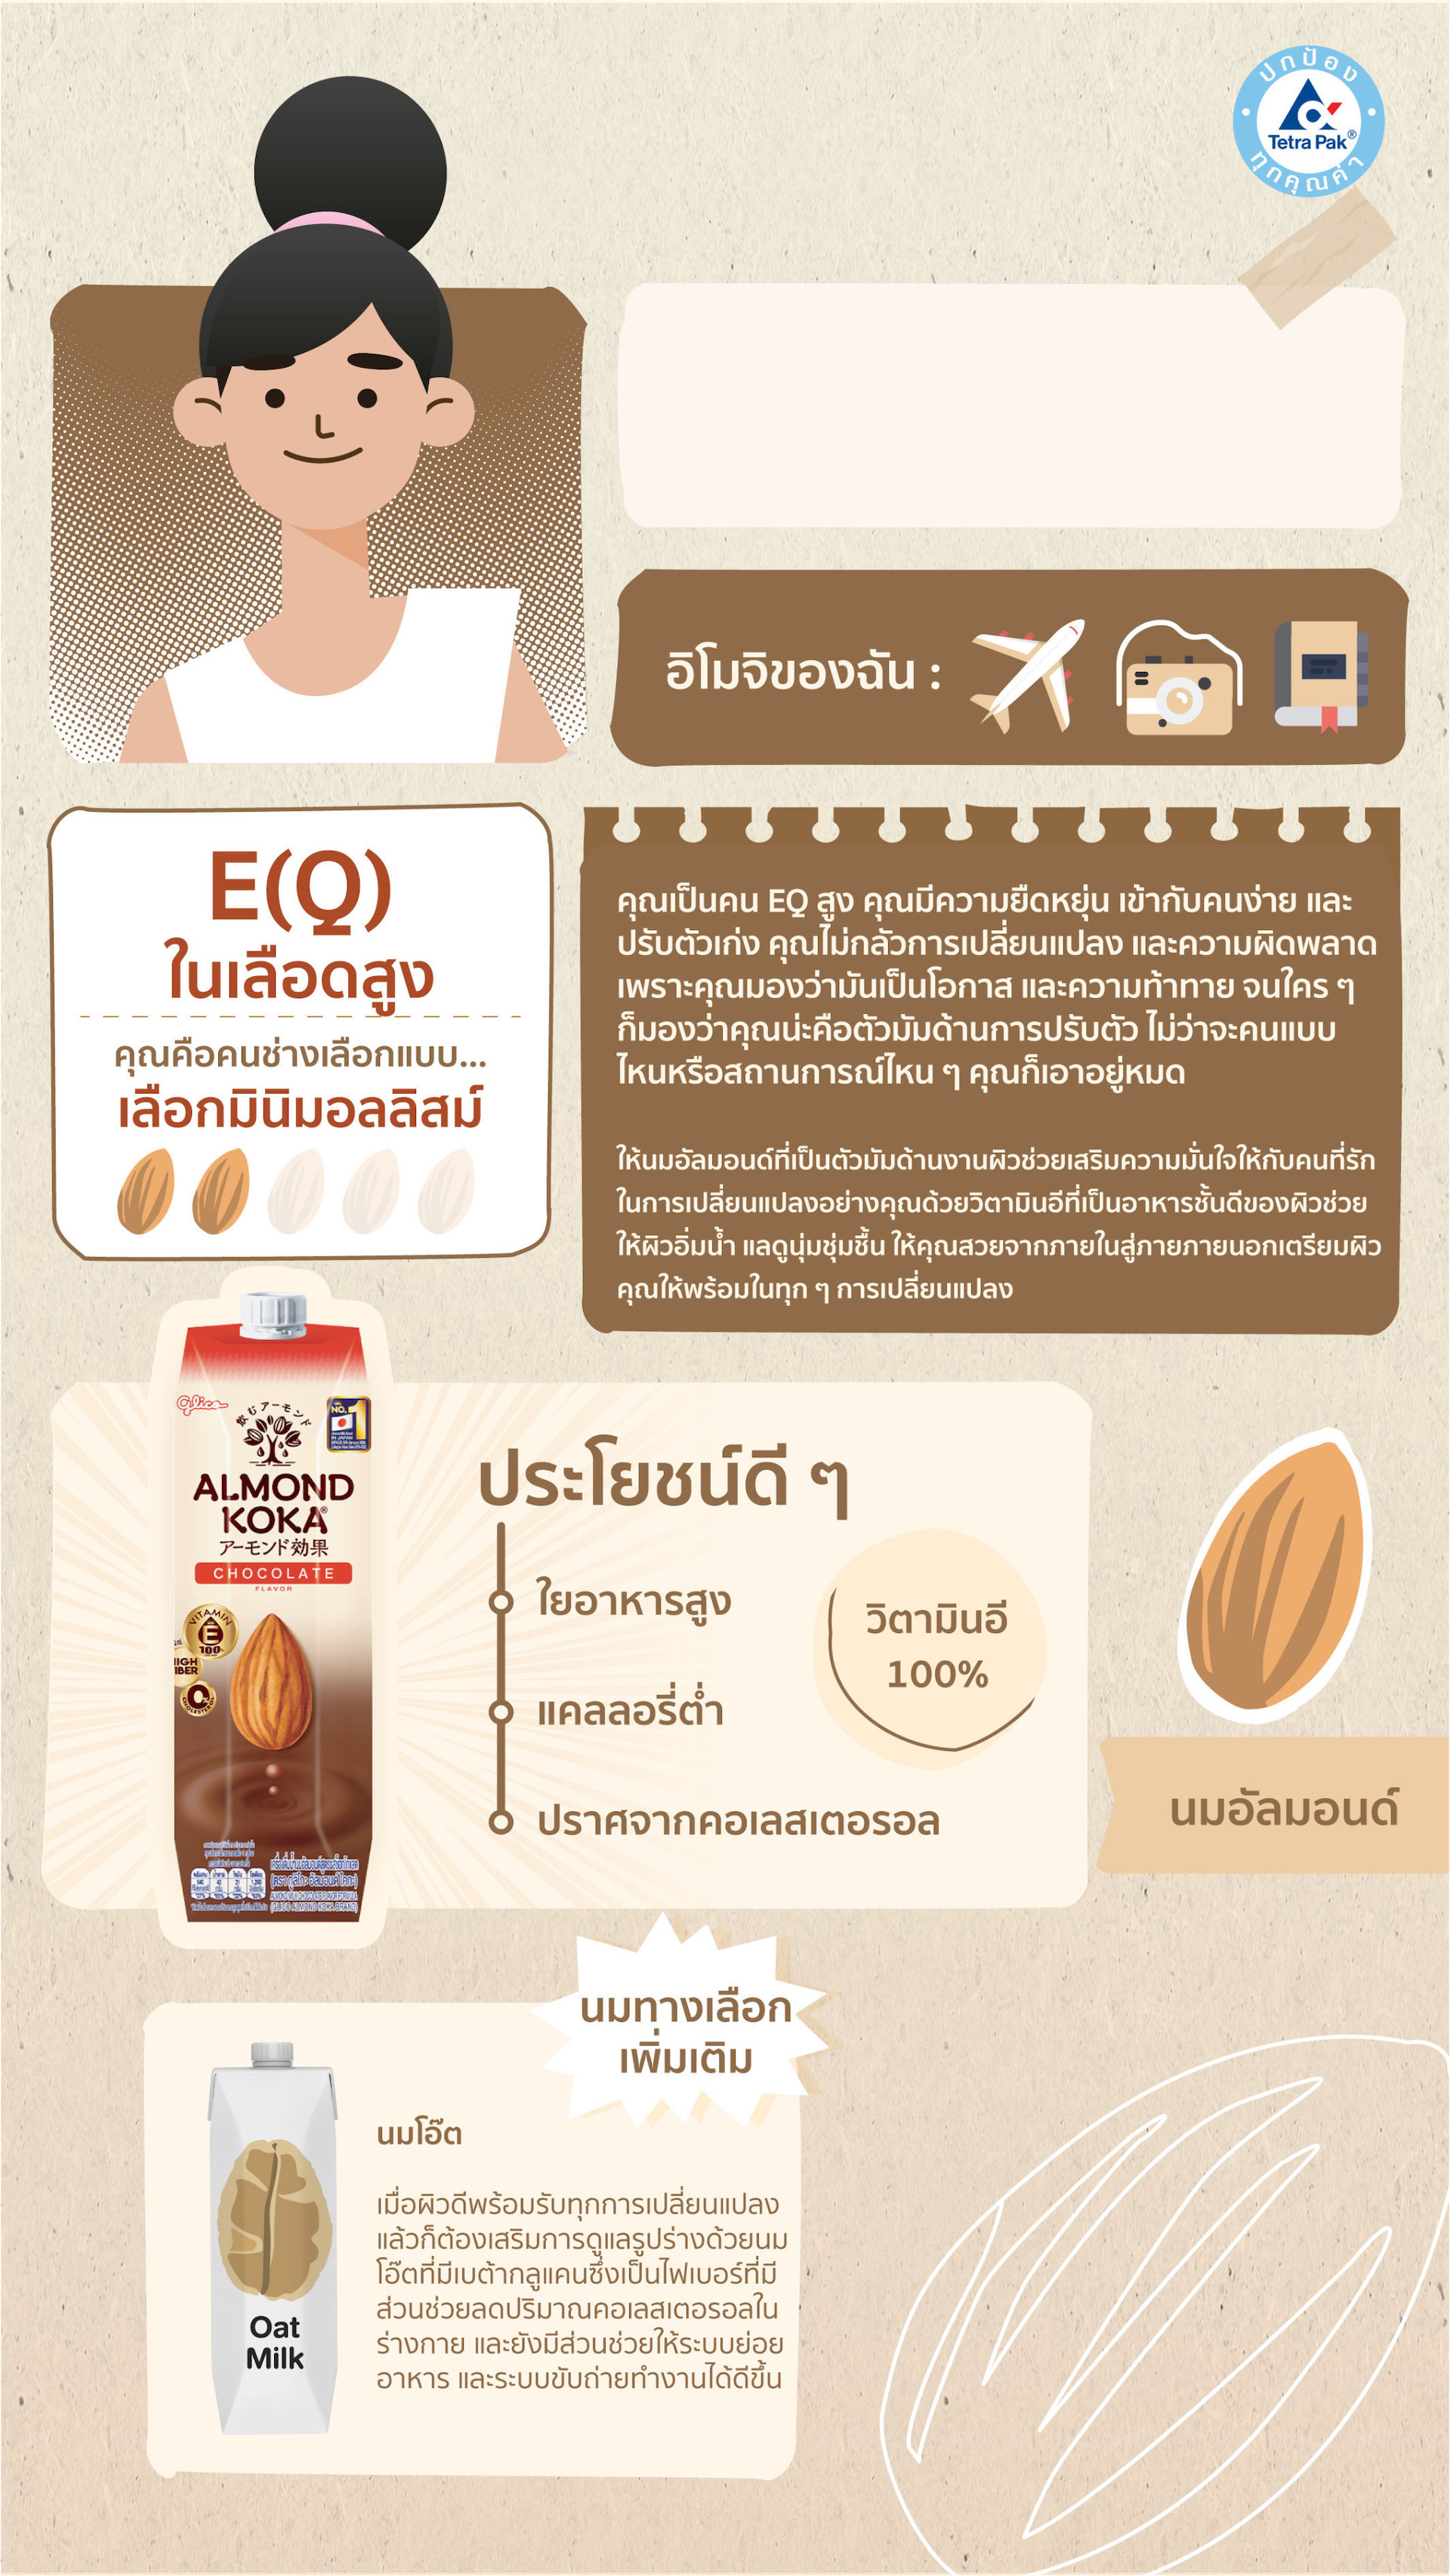 ปกป้อง
Tetra Pak®
ทุกคุณค่า
อิโมจิของฉัน :
E(Q)
ในเลือดสูง
คุณคือคนช่างเลือกแบบ...
เลือกมินิมอลลิสม์
คุณเป็นคน EQ สูง คุณมีความยืดหยุ่น เข้ากับคนง่าย และ
ปรับตัวเก่ง คุณไม่กลัวการเปลี่ยนแปลง และความผิดพลาด
เพราะคุณมองว่ามันเป็นโอกาส และความท้าทาย จนใคร ๆ
ก็มองว่าคุณน่ะคือตัวมัมด้านการปรับตัว ไม่ว่าจะคนแบบ
ไหนหรือสถานการณ์ไหน ๆ คุณก็เอาอยู่หมด
ให้นมอัลมอนด์ที่เป็นตัวมัมด้านงานผิวช่วยเสริมความมั่นใจให้กับคนที่รัก
ในการเปลี่ยนแปลงอย่างคุณด้วยวิตามินอีที่เป็นอาหารชั้นดีของผิวช่วย
ให้ผิวอิ่มน้ำ แลดูนุ่มชุ่มชื้น ให้คุณสวยจากภายในสู่ภายภายนอกเตรียมผิว
คุณให้พร้อมในทุก ๆ การเปลี่ยนแปลง
Glico
飲むアーモンド
NO.1
IN JAPAN
ALMOND
KOKA®
アーモンド効果
CHOCOLATE
FLAVOR
VITAMIN
E
100%
HIGH
FIBER
0%
CHOLESTEROL
(GLICO ALMOND KOKA BRAND)
ประโยชน์ดี ๆ
ใยอาหารสูง
แคลลอรี่ต่ำ
ปราศจากคอเลสเตอรอล
วิตามินอี
100%
นมอัลมอนด์
นมทางเลือก
เพิ่มเติม
Oat
Milk
นมโอ๊ต
เมื่อผิวดีพร้อมรับทุกการเปลี่ยนแปลง
แล้วก็ต้องเสริมการดูแลรูปร่างด้วยนม
โอ๊ตที่มีเบต้ากลูแคนซึ่งเป็นไฟเบอร์ที่มี
ส่วนช่วยลดปริมาณคอเลสเตอรอลใน
ร่างกาย และยังมีส่วนช่วยให้ระบบย่อย
อาหาร และระบบขับถ่ายทำงานได้ดีขึ้น